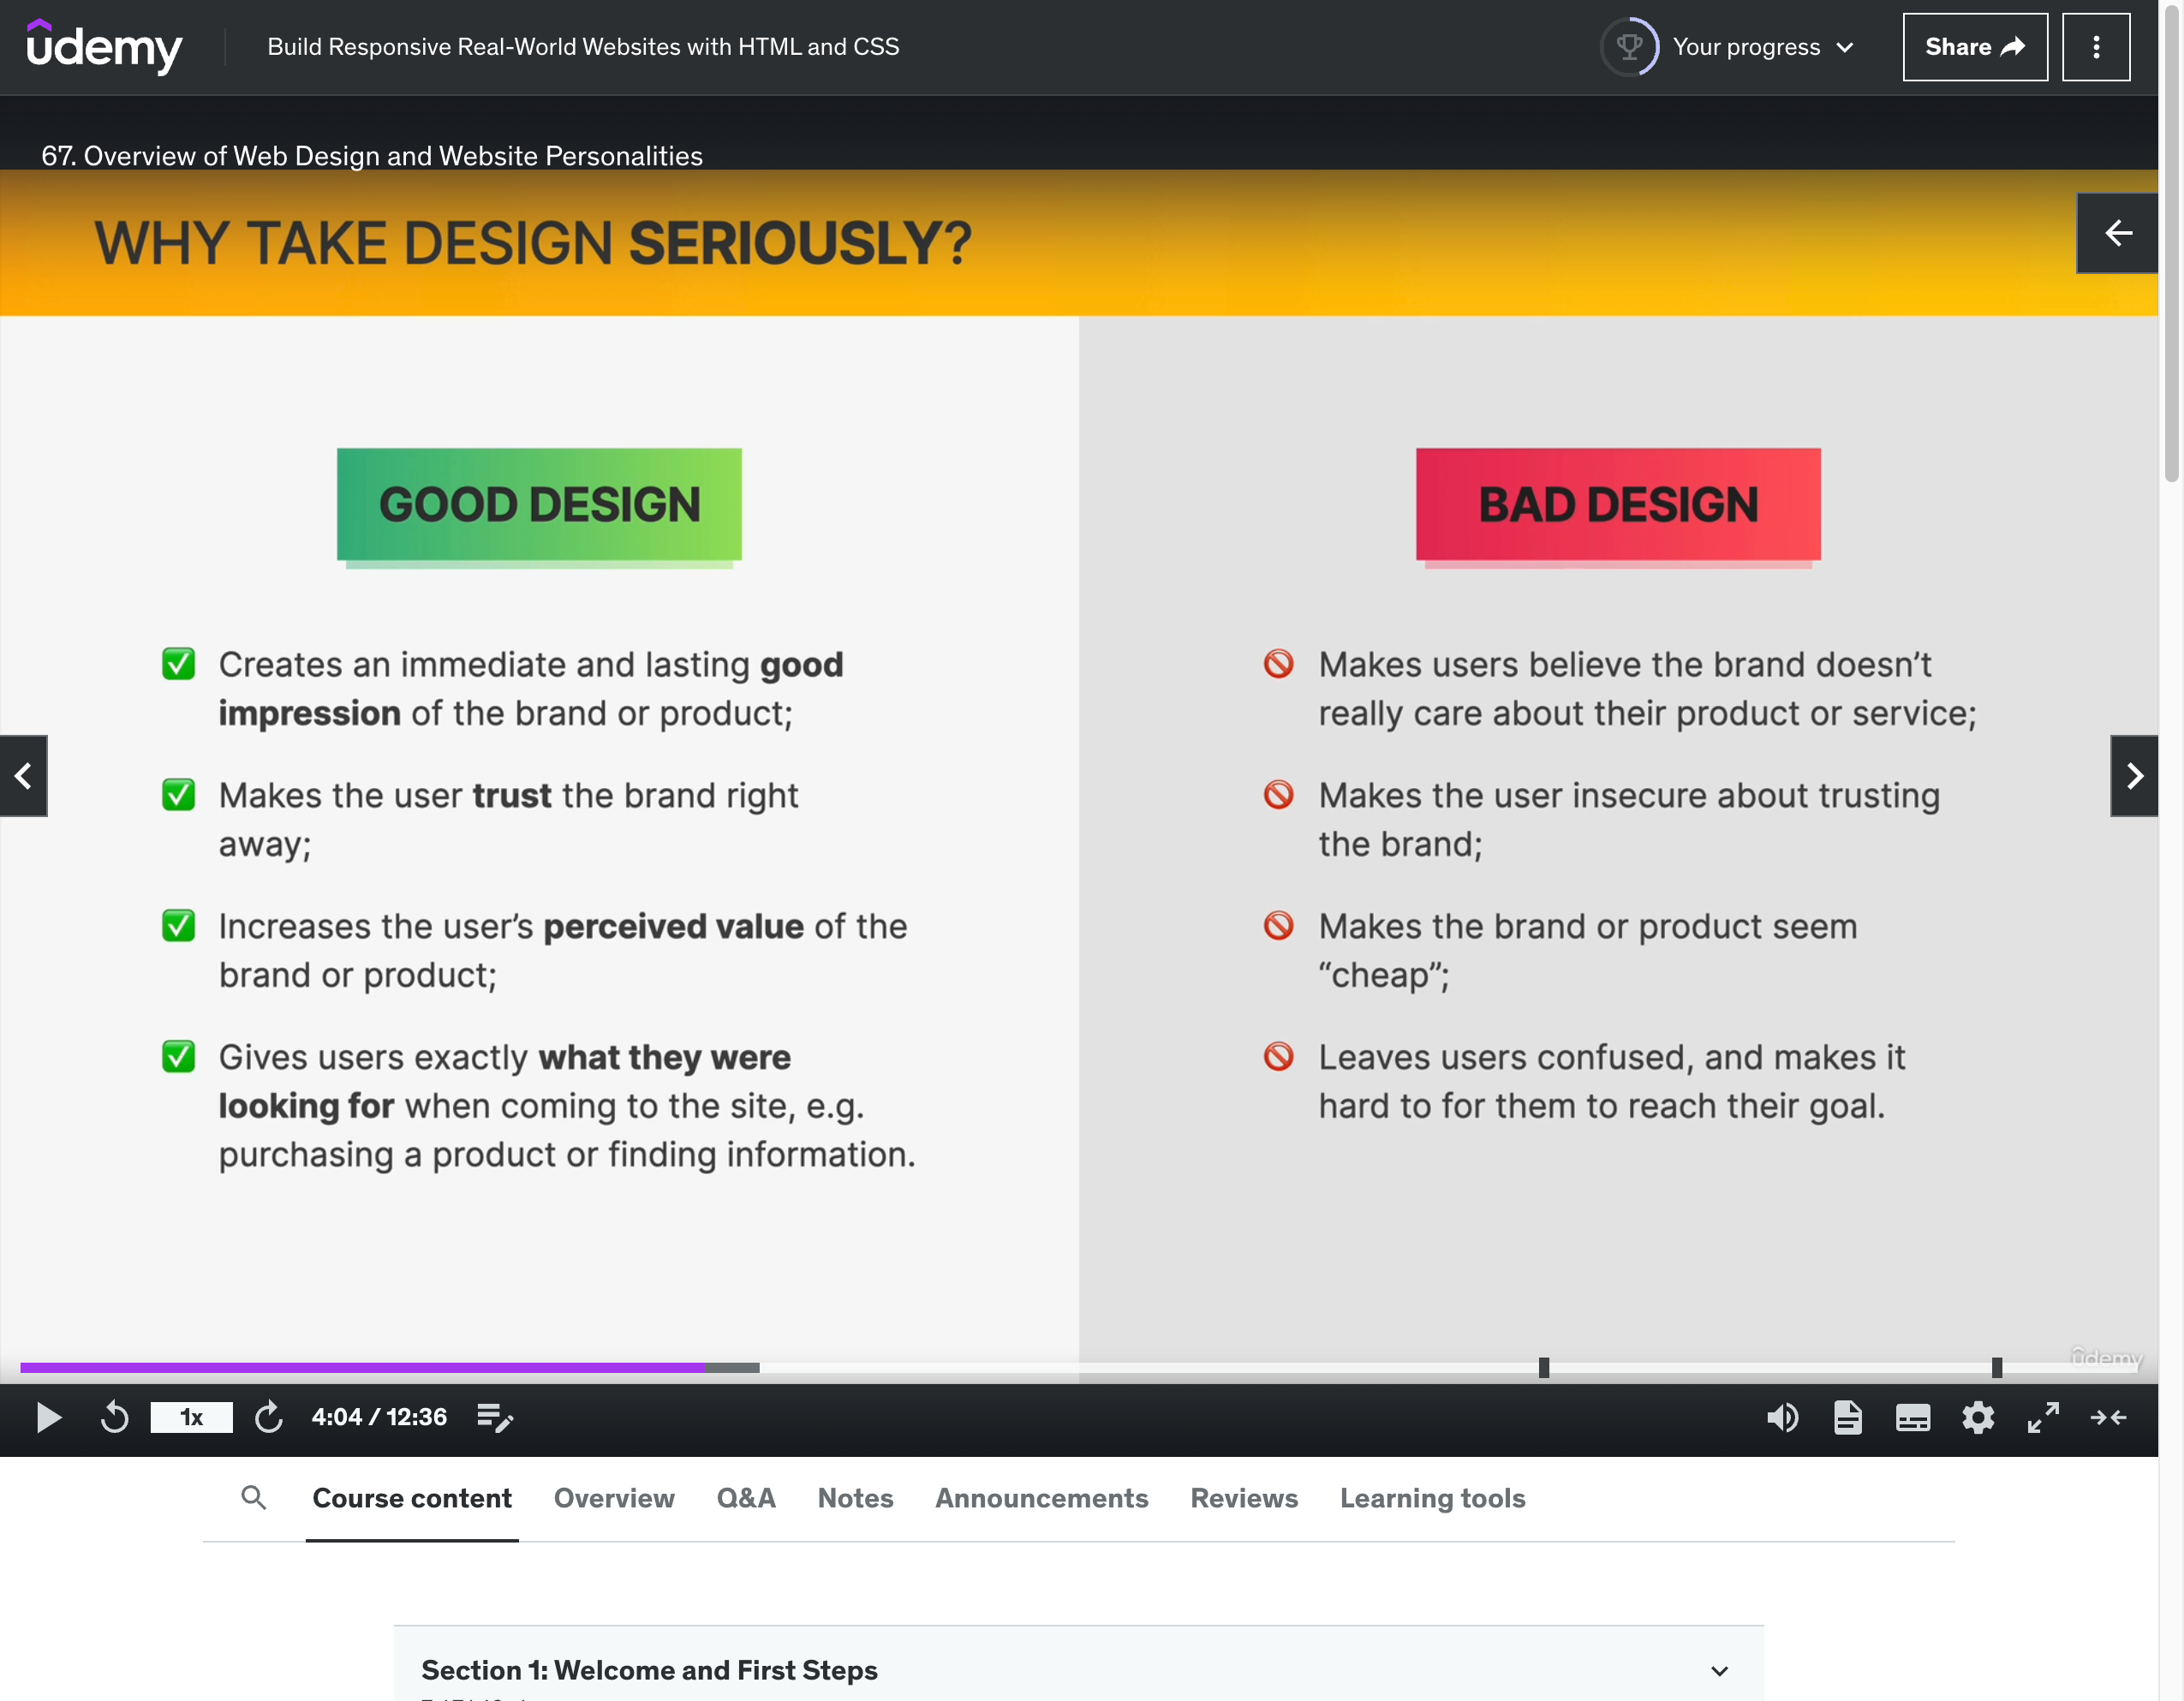 udemy
Build Responsive Real-World Websites with HTML and CSS
Your progress
Share
67. Overview of Web Design and Website Personalities
WHY TAKE DESIGN SERIOUSLY?
GOOD DESIGN
Creates an immediate and lasting good
impression of the brand or product;
Makes the user trust the brand right
away;
Increases the user’s perceived value of the
brand or product;
Gives users exactly what they were
looking for when coming to the site, e.g.
purchasing a product or finding information.
BAD DESIGN
Makes users believe the brand doesn’t
really care about their product or service;
Makes the user insecure about trusting
the brand;
Makes the brand or product seem
“cheap”;
Leaves users confused, and makes it
hard to for them to reach their goal.
udemy
1x
4:04 / 12:36
Course content
Overview
Q&A
Notes
Announcements
Reviews
Learning tools
Section 1: Welcome and First Steps